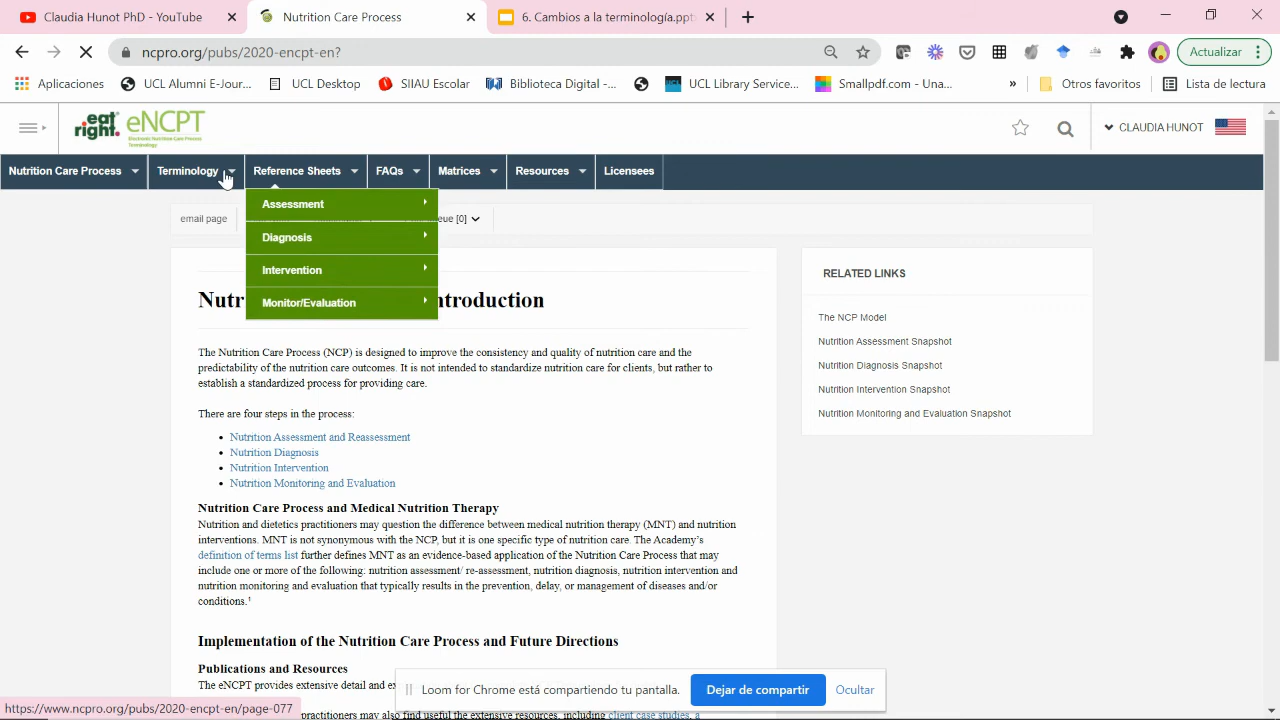 Claudia Hunot PhD - YouTube
Nutrition Care Process
6. Cambios a la terminología.ppt
ncpro.org/pubs/2020-encpt-en?
Actualizar
Aplicaciones
UCL Alumni E-Jour...
UCL Desktop
SIIAU Escolar
Biblioteca Digital -...
UCL Library Service...
Smallpdf.com - Una...
»
Otros favoritos
Lista de lectura
eat right. eNCPT
Electronic Nutrition Care Process
Terminology
CLAUDIA HUNOT
Nutrition Care Process
Terminology
Reference Sheets
FAQs
Matrices
Resources
Licensees
Assessment
Diagnosis
Intervention
Monitor/Evaluation
email page
eue [0]
Nutr
ntroduction
The Nutrition Care Process (NCP) is designed to improve the consistency and quality of nutrition care and the
predictability of the nutrition care outcomes. It is not intended to standardize nutrition care for clients, but rather to
establish a standardized process for providing care.
There are four steps in the process:
• Nutrition Assessment and Reassessment
• Nutrition Diagnosis
• Nutrition Intervention
• Nutrition Monitoring and Evaluation
Nutrition Care Process and Medical Nutrition Therapy
Nutrition and dietetics practitioners may question the difference between medical nutrition therapy (MNT) and nutrition
interventions. MNT is not synonymous with the NCP, but it is one specific type of nutrition care. The Academy's
definition of terms list further defines MNT as an evidence-based application of the Nutrition Care Process that may
include one or more of the following: nutrition assessment/ re-assessment, nutrition diagnosis, nutrition intervention and
nutrition monitoring and evaluation that typically results in the prevention, delay, or management of diseases and/or
conditions.¹
Implementation of the Nutrition Care Process and Future Directions
Publications and Resources
The eNCPT provides extensive detail and ex
practitioners may also find useful the extensive resources, including client case studies, a
RELATED LINKS
The NCP Model
Nutrition Assessment Snapshot
Nutrition Diagnosis Snapshot
Nutrition Intervention Snapshot
Nutrition Monitoring and Evaluation Snapshot
Loom for Chrome está compartiendo tu pantalla.
Dejar de compartir
Ocultar
https://www.ncpro.org/pubs/2020-encpt-en/page-077